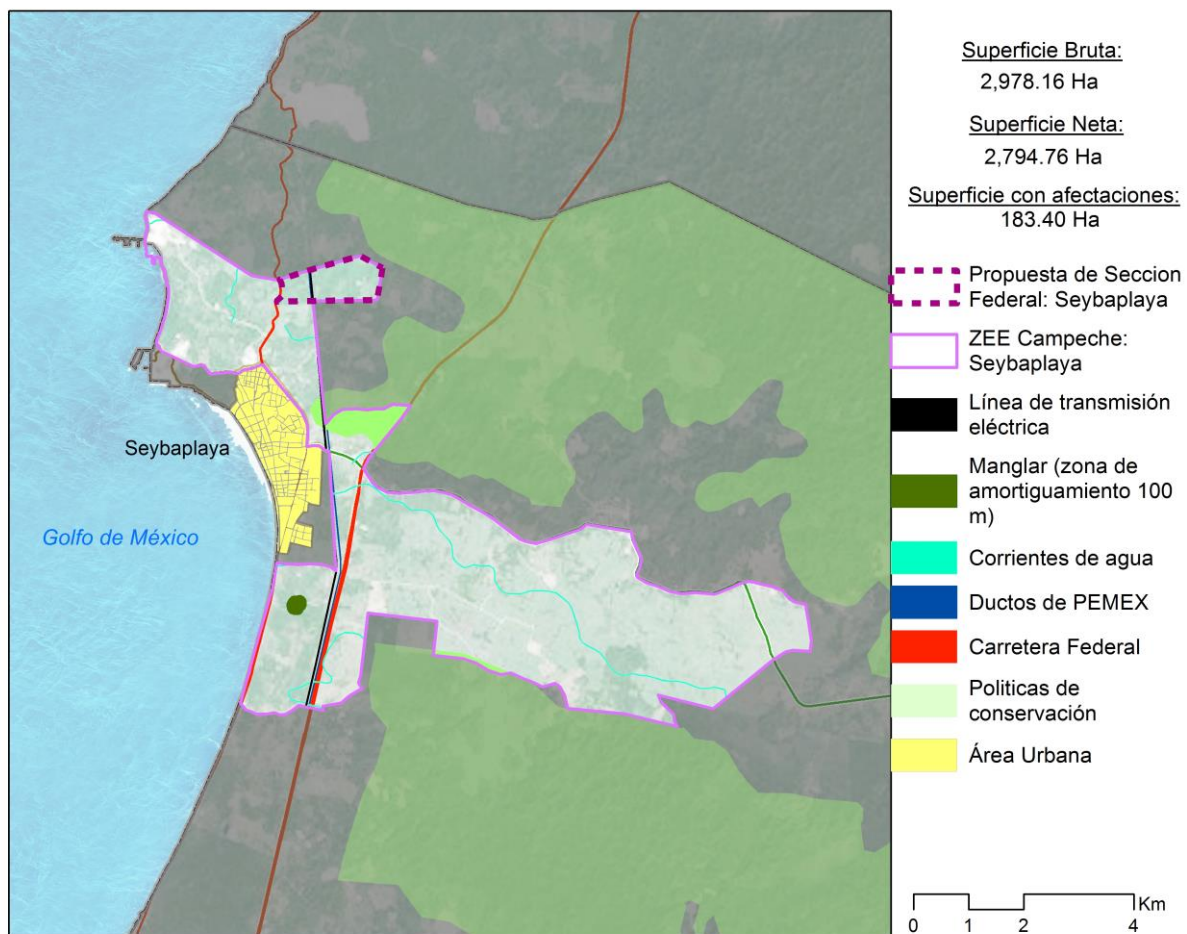 Superficie Bruta:
2,978.16 Ha
Superficie Neta:
2,794.76 Ha
Superficie con afectaciones:
183.40 Ha
Propuesta de Seccion
Federal: Seybaplaya
ZEE Campeche:
Seybaplaya
Línea de transmisión
eléctrica
Manglar (zona de
amortiguamiento 100
m)
Corrientes de agua
Ductos de PEMEX
Carretera Federal
Politicas de
conservación
Área Urbana
Km
0 1 2 4
Seybaplaya
Golfo de México